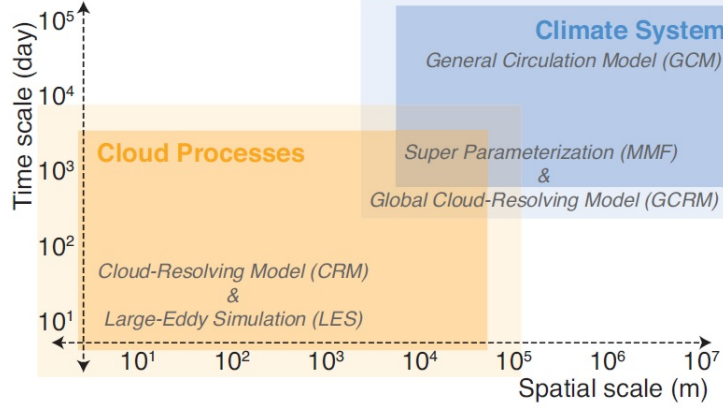 Time scale (day)
10⁵
10⁴
10³
10²
10¹
Climate System
General Circulation Model (GCM)
Cloud Processes
Super Parameterization (MMF)
&
Global Cloud-Resolving Model (GCRM)
Cloud-Resolving Model (CRM)
&
Large-Eddy Simulation (LES)
10¹ 10² 10³ 10⁴ 10⁵ 10⁶ 10⁷
Spatial scale (m)